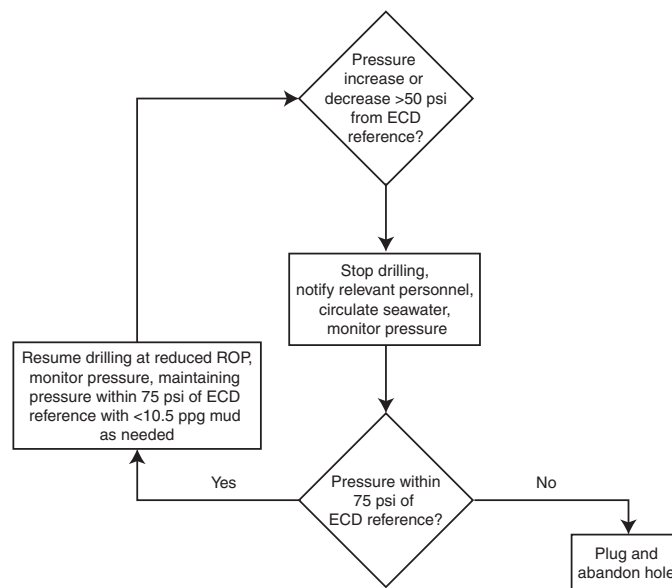 Pressure
increase or
decrease >50 psi
from ECD
reference?
Stop drilling,
notify relevant personnel,
circulate seawater,
monitor pressure
Resume drilling at reduced ROP,
monitor pressure, maintaining
pressure within 75 psi of ECD
reference with <10.5 ppg mud
as needed
Yes
Pressure within
75 psi of
ECD reference?
No
Plug and
abandon hole